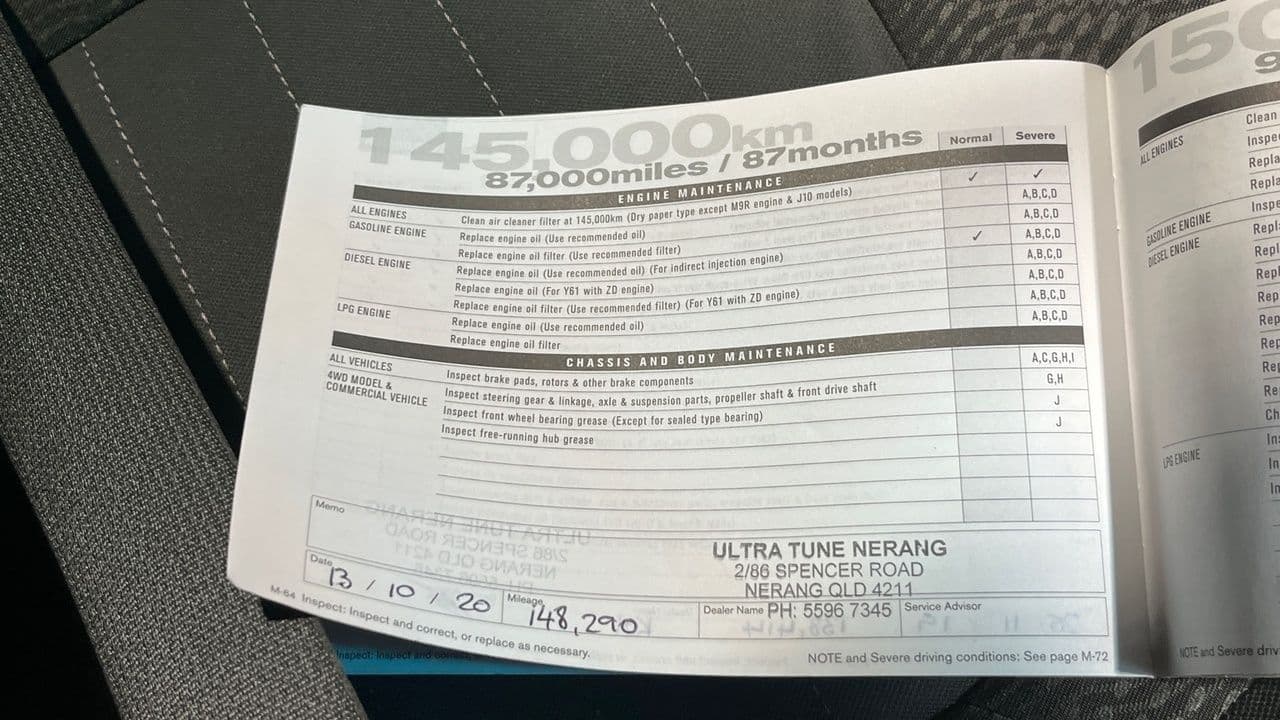 145,000km
87,000miles / 87months
Normal Severe
ENGINE MAINTENANCE
ALL ENGINES Clean air cleaner filter at 145,000km (Dry paper type except M9R engine & J10 models) ✓ ✓
GASOLINE ENGINE Replace engine oil (Use recommended oil) A,B,C,D
Replace engine oil filter (Use recommended filter) A,B,C,D
DIESEL ENGINE Replace engine oil (Use recommended oil) (For indirect injection engine) ✓ A,B,C,D
Replace engine oil (For Y61 with ZD engine) A,B,C,D
Replace engine oil filter (Use recommended filter) (For Y61 with ZD engine) A,B,C,D
LPG ENGINE Replace engine oil (Use recommended oil) A,B,C,D
Replace engine oil filter A,B,C,D
CHASSIS AND BODY MAINTENANCE
ALL VEHICLES Inspect brake pads, rotors & other brake components A,C,G,H,I
4WD MODEL & Inspect steering gear & linkage, axle & suspension parts, propeller shaft & front drive shaft G,H
COMMERCIAL VEHICLE Inspect front wheel bearing grease (Except for sealed type bearing) J
Inspect free-running hub grease J
Memo
ULTRA TUNE NERANG
2/86 SPENCER ROAD
NERANG QLD 4211
Date 13 / 10 / 20 Mileage 148,290 Dealer Name PH: 5596 7345 Service Advisor
M-64 Inspect: Inspect and correct, or replace as necessary.
NOTE and Severe driving conditions: See page M-72
150
9
ALL ENGINES Clean
GASOLINE ENGINE
DIESEL ENGINE
LPG ENGINE
NOTE and Severe